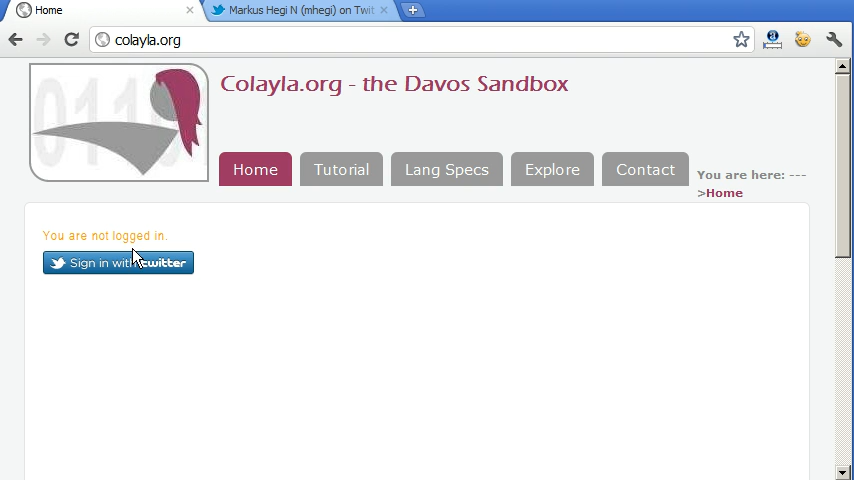 Home
Markus Hegi N (mhegi) on Twit
colayla.org
Colayla.org - the Davos Sandbox
Home
Tutorial
Lang Specs
Explore
Contact
You are here: ---
>Home
You are not logged in.
Sign in with twitter